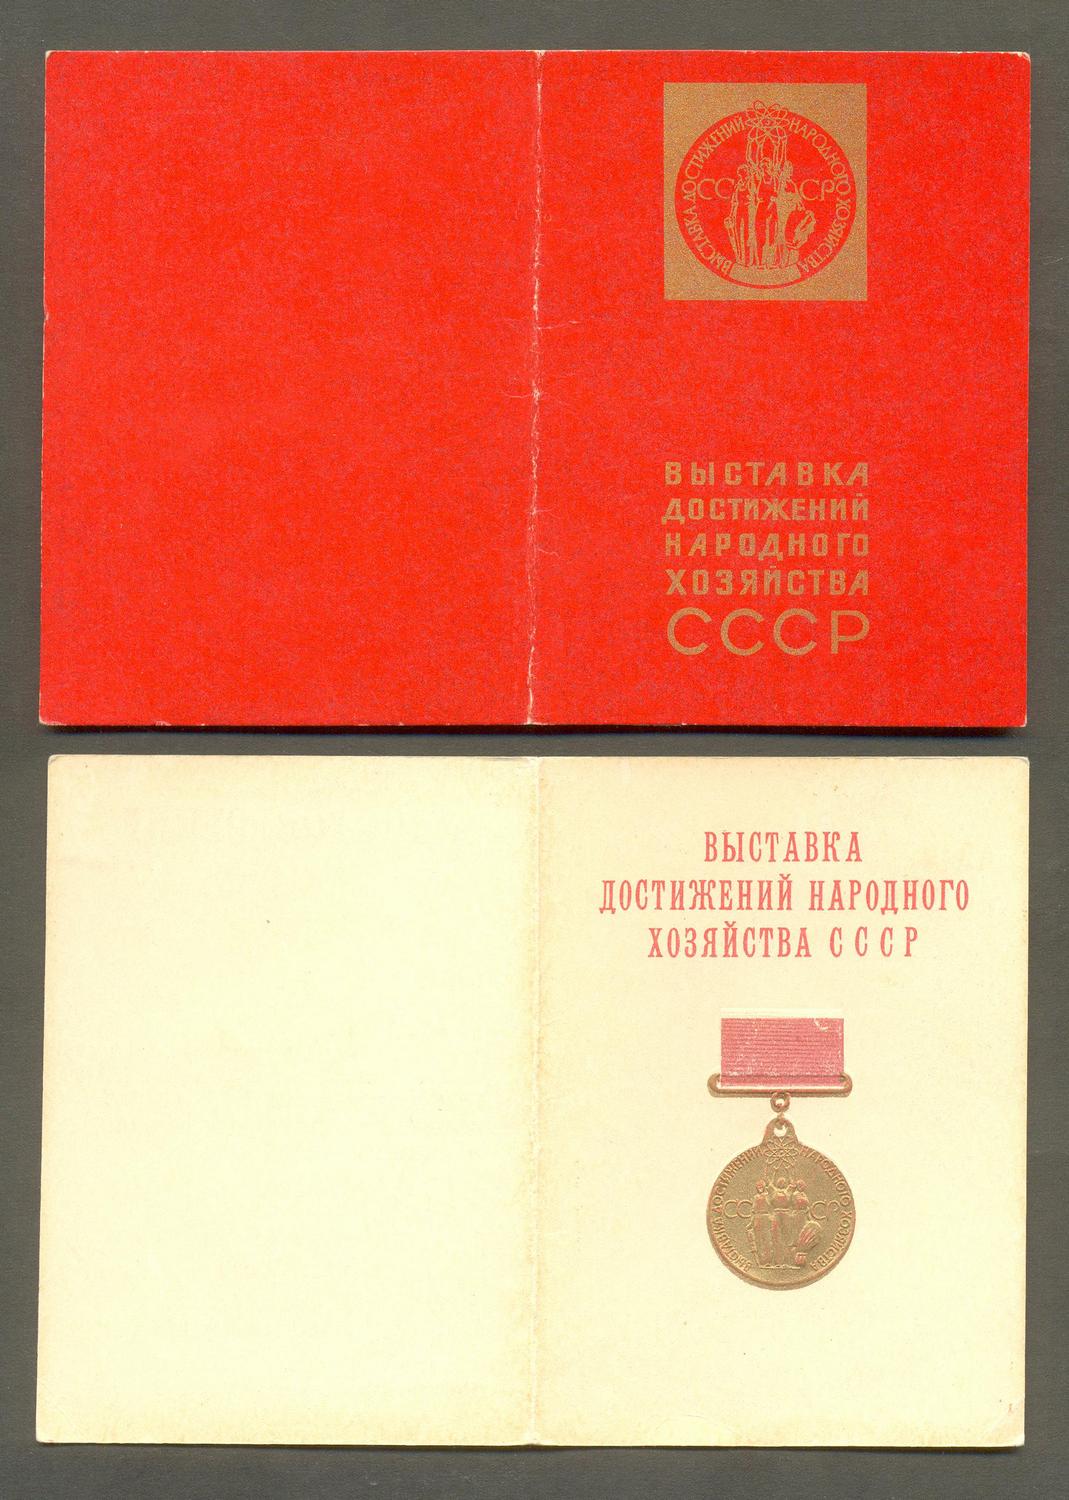 ВЫСТАВКА ДОСТИЖЕНИЙ НАРОДНОГО ХОЗЯЙСТВА
СССР
ВЫСТАВКА
ДОСТИЖЕНИЙ
НАРОДНОГО
ХОЗЯЙСТВА
СССР
ВЫСТАВКА
ДОСТИЖЕНИЙ НАРОДНОГО
ХОЗЯЙСТВА СССР
ВЫСТАВКА ДОСТИЖЕНИЙ НАРОДНОГО ХОЗЯЙСТВА
СССР